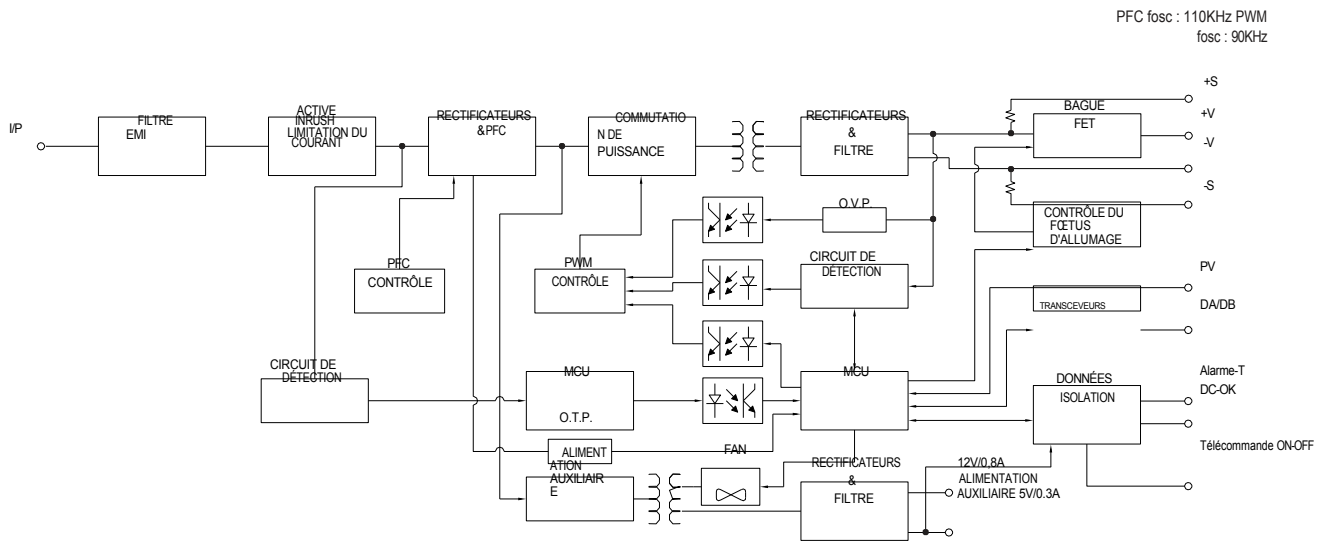 PFC fosc : 110KHz PWM
fosc : 90KHz
I/P
FILTRE
EMI
ACTIVE
INRUSH
LIMITATION DU
COURANT
RECTIFICATEURS
&PFC
COMMUTATIO
N DE
PUISSANCE
RECTIFICATEURS
&
FILTRE
BAGUE
FET
+S
+V
-V
-S
O.V.P.
CONTRÔLE DU
FŒTUS
D'ALLUMAGE
PFC
CONTRÔLE
PWM
CONTRÔLE
CIRCUIT DE
DÉTECTION
PV
TRANSCEVEURS
DA/DB
CIRCUIT DE
DÉTECTION
MCU
O.T.P.
MCU
DONNÉES
ISOLATION
Alarme-T
DC-OK
Télécommande ON-OFF
ALIMENT
ATION
AUXILIAIR
E
FAN
RECTIFICATEURS
&
FILTRE
12V/0,8A
ALIMENTATION
AUXILIAIRE 5V/0.3A